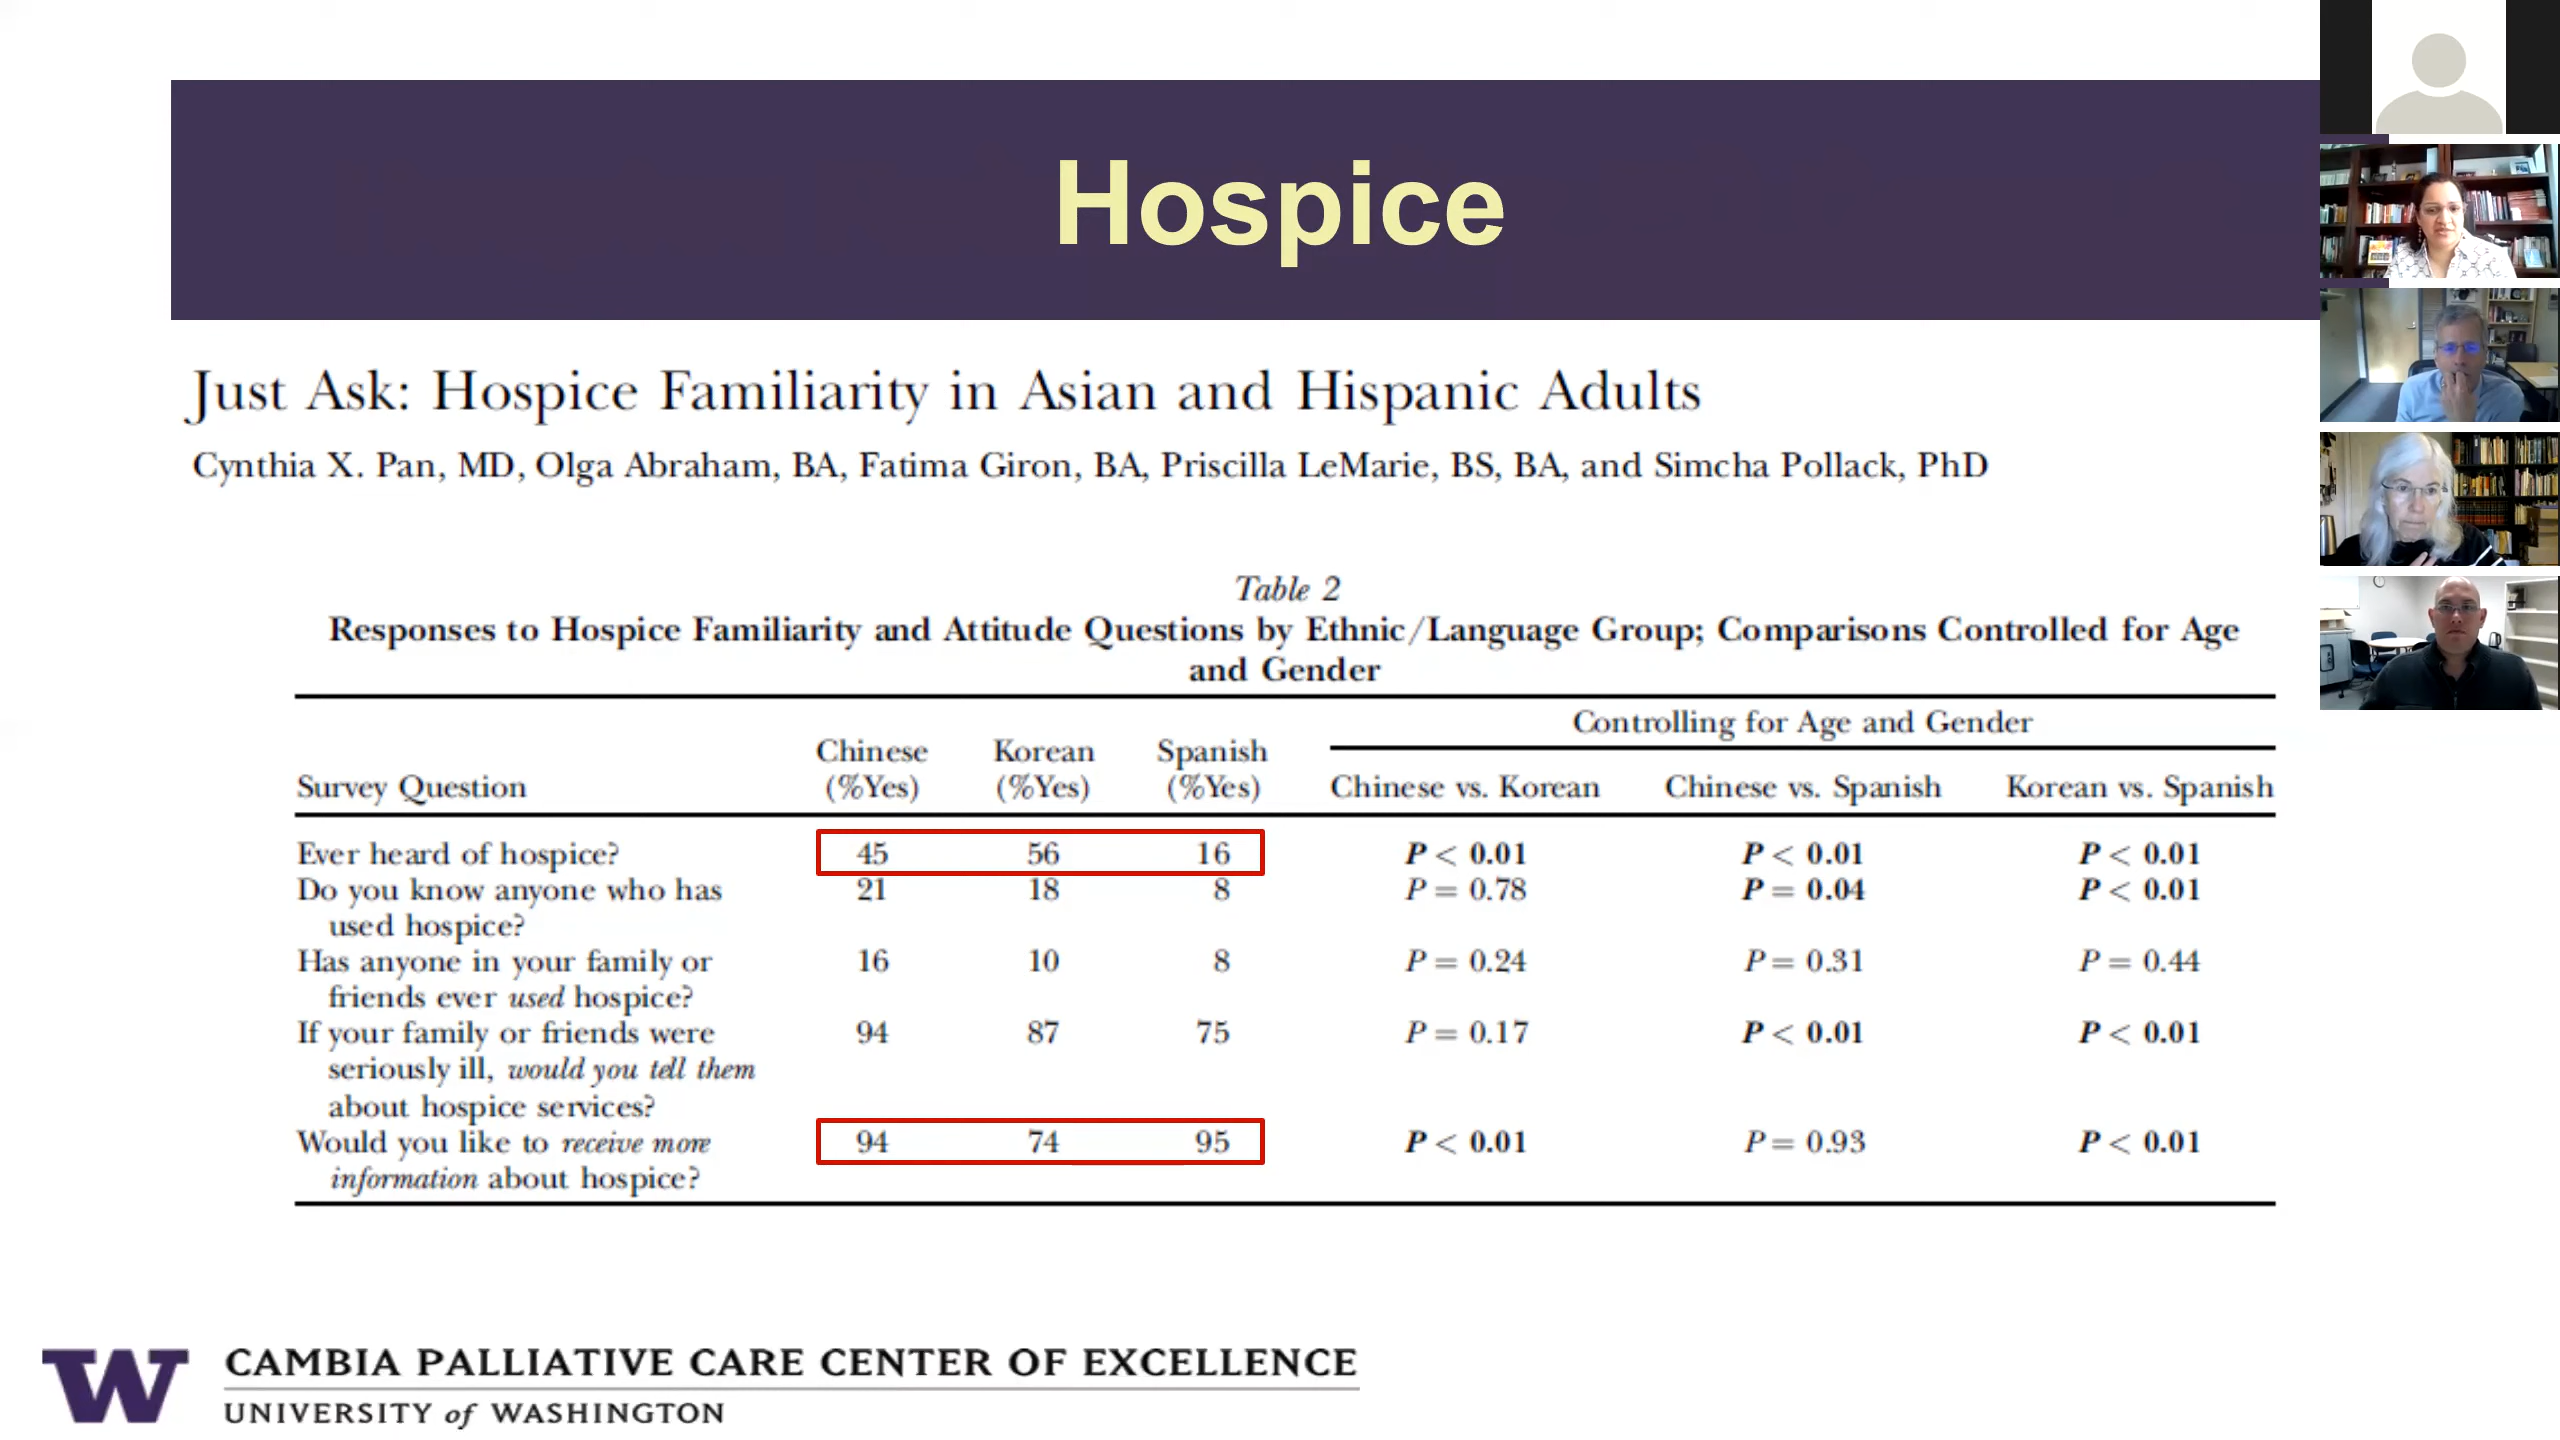 Hospice
Just Ask: Hospice Familiarity in Asian and Hispanic Adults
Cynthia X. Pan, MD, Olga Abraham, BA, Fatima Giron, BA, Priscilla LeMarie, BS, BA, and Simcha Pollack, PhD
Table 2
Responses to Hospice Familiarity and Attitude Questions by Ethnic/Language Group; Comparisons Controlled for Age
and Gender
Controlling for Age and Gender
Chinese Korean Spanish
Survey Question (%Yes) (%Yes) (%Yes) Chinese vs. Korean Chinese vs. Spanish Korean vs. Spanish
Ever heard of hospice? 45 56 16 P < 0.01 P < 0.01 P < 0.01
Do you know anyone who has 21 18 8 P = 0.78 P = 0.04 P < 0.01
used hospice?
Has anyone in your family or 16 10 8 P = 0.24 P = 0.31 P = 0.44
friends ever used hospice?
If your family or friends were 94 87 75 P = 0.17 P < 0.01 P < 0.01
seriously ill, would you tell them
about hospice services?
Would you like to receive more 94 74 95 P < 0.01 P = 0.93 P < 0.01
information about hospice?
W CAMBIA PALLIATIVE CARE CENTER OF EXCELLENCE
UNIVERSITY of WASHINGTON